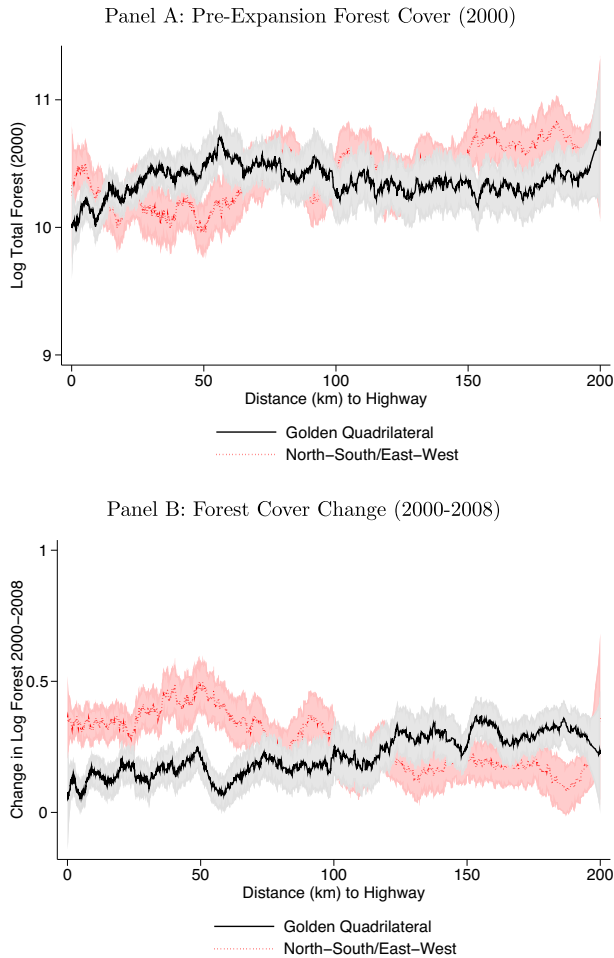 Panel A: Pre-Expansion Forest Cover (2000)
Log Total Forest (2000)
11
10
9
0 50 100 150 200
Distance (km) to Highway
Golden Quadrilateral
North−South/East−West
Panel B: Forest Cover Change (2000-2008)
Change in Log Forest 2000−2008
1
0.5
0
0 50 100 150 200
Distance (km) to Highway
Golden Quadrilateral
North−South/East−West